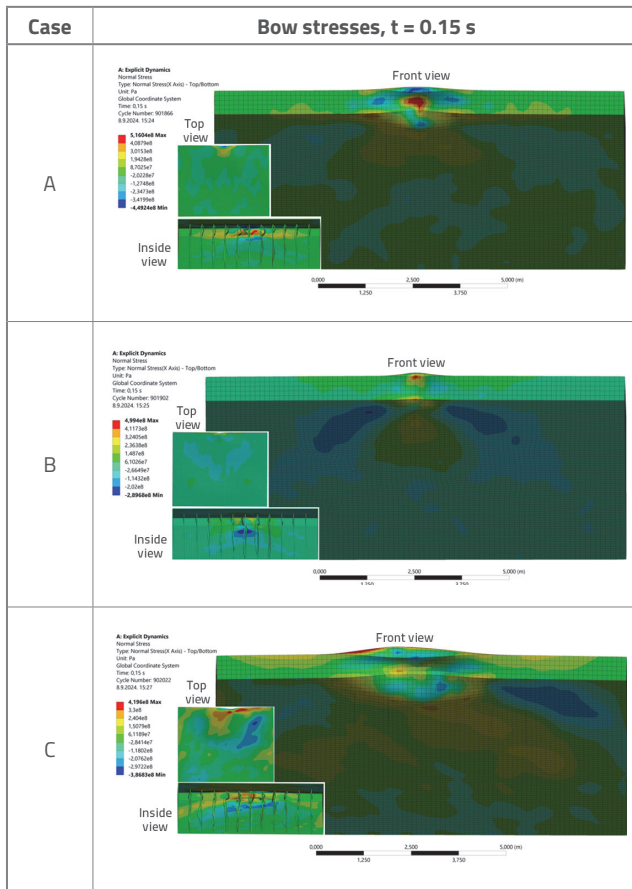 Case
Bow stresses, t = 0.15 s
A
A: Explicit Dynamics
Normal Stress
Type: Normal Stress(X Axis) - Top/Bottom
Unit: Pa
Global Coordinate System
Time: 0,15 s
Cycle Number: 901866
8.9.2024. 15:24
5,1604e8 Max
4,0879e8
3,0153e8
1,9428e8
8,7025e7
-2,0228e7
-1,2748e8
-2,3473e8
-3,4199e8
-4,4924e8 Min
Front view
Top
view
Inside
view
0,000 2,500 5,000 (m)
1,250 3,750
B
A: Explicit Dynamics
Normal Stress
Type: Normal Stress(X Axis) - Top/Bottom
Unit: Pa
Global Coordinate System
Time: 0,15 s
Cycle Number: 901902
8.9.2024. 15:25
4,994e8 Max
4,1173e8
3,2405e8
2,3638e8
1,487e8
6,1026e7
-2,6649e7
-1,1432e8
-2,02e8
-2,8968e8 Min
Front view
Top
view
Inside
view
0,000 2,500 5,000 (m)
1,250 3,750
C
A: Explicit Dynamics
Normal Stress
Type: Normal Stress(X Axis) - Top/Bottom
Unit: Pa
Global Coordinate System
Time: 0,15 s
Cycle Number: 902022
8.9.2024. 15:27
4,196e8 Max
3,3e8
2,404e8
1,5079e8
6,1189e7
-2,8414e7
-1,1802e8
-2,0762e8
-2,9722e8
-3,8683e8 Min
Front view
Top
view
Inside
view
0,000 2,500 5,000 (m)
1,250 3,750